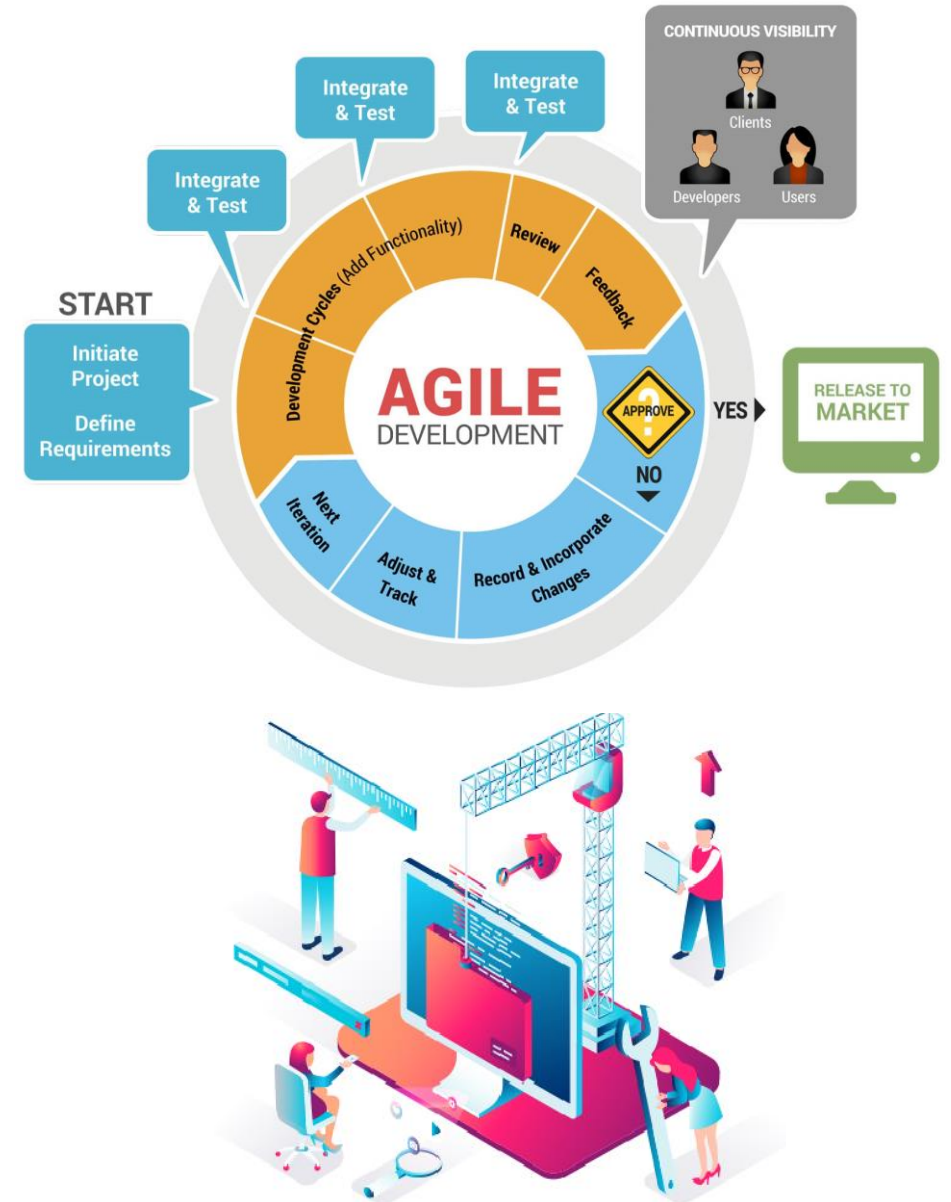 CONTINUOUS VISIBILITY
Clients
Developers
Users
Integrate
& Test
Integrate
& Test
Integrate
& Test
START
Initiate
Project
Define
Requirements
Development Cycles (Add Functionality)
Review
Feedback
AGILE
DEVELOPMENT
?
APPROVE
YES
NO
RELEASE TO
MARKET
Record & Incorporate
Changes
Adjust &
Track
Next
Iteration